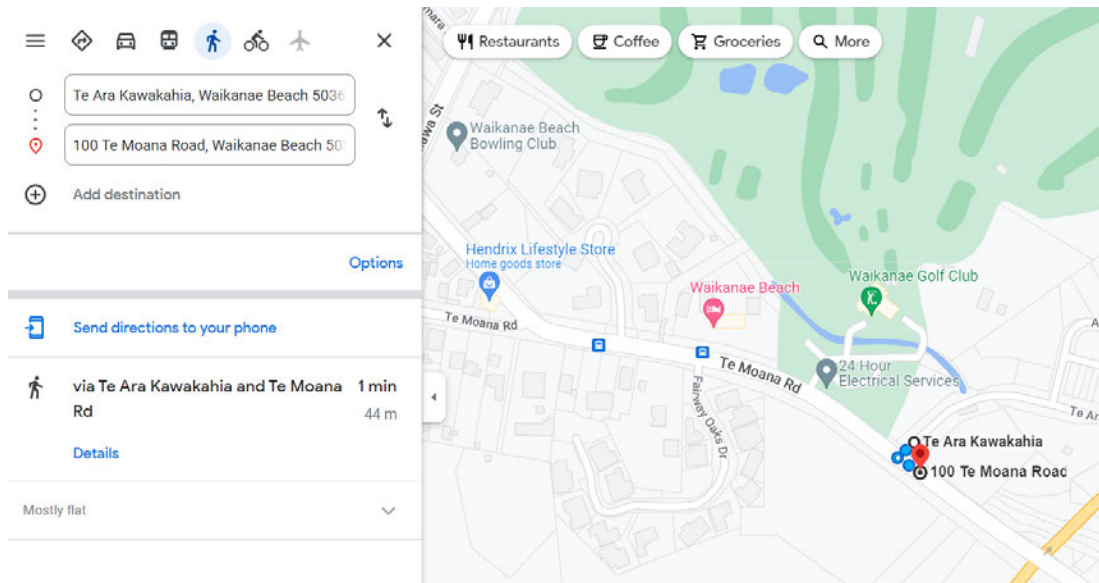 Te Ara Kawakahia, Waikanae Beach 5036
100 Te Moana Road, Waikanae Beach 50
Add destination
Options
Send directions to your phone
via Te Ara Kawakahia and Te Moana
Rd
1 min
44 m
Details
Mostly flat
Restaurants
Coffee
Groceries
More
Waikanae Beach
Bowling Club
Hendrix Lifestyle Store
Home goods store
Te Moana Rd
Waikanae Beach
Waikanae Golf Club
Te Moana Rd
24 Hour
Electrical Services
Fairway Oaks Dr
Te Ar
Te Ara Kawakahia
100 Te Moana Road